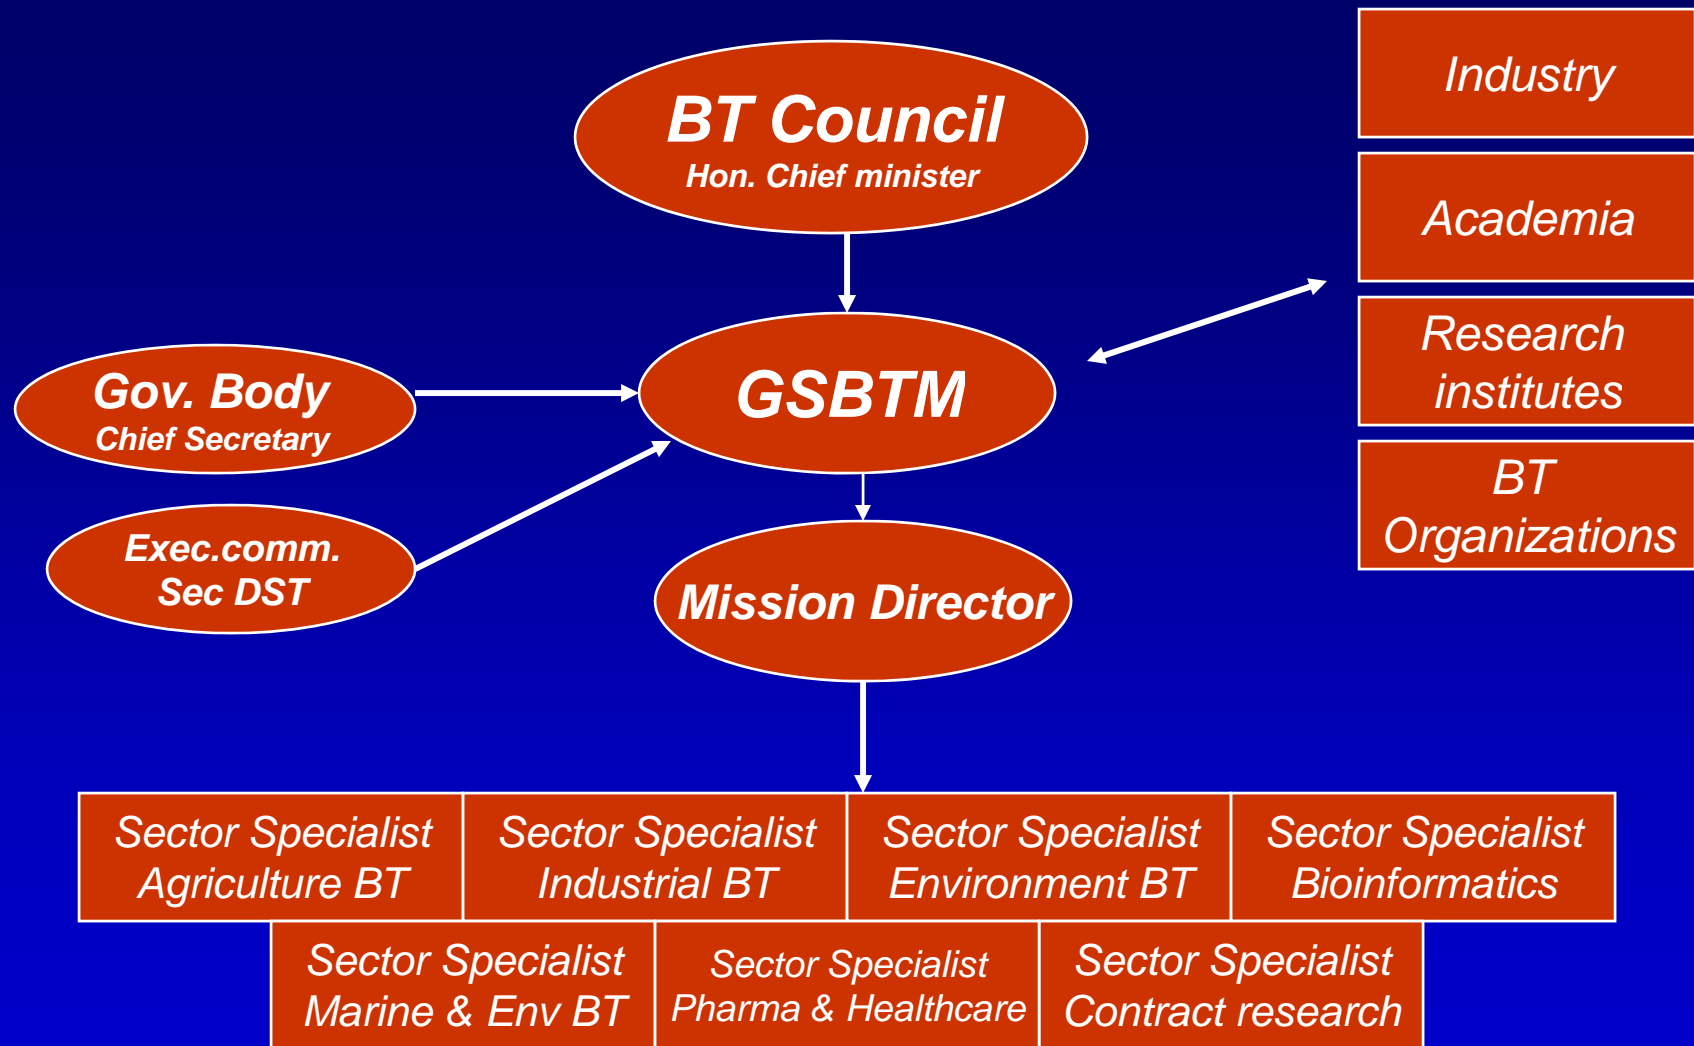 BT Council
Hon. Chief minister
Industry
Academia
Research
institutes
BT
Organizations
GSBTM
Gov. Body
Chief Secretary
Exec.comm.
Sec DST
Mission Director
Sector Specialist
Agriculture BT
Sector Specialist
Industrial BT
Sector Specialist
Environment BT
Sector Specialist
Bioinformatics
Sector Specialist
Marine & Env BT
Sector Specialist
Pharma & Healthcare
Sector Specialist
Contract research